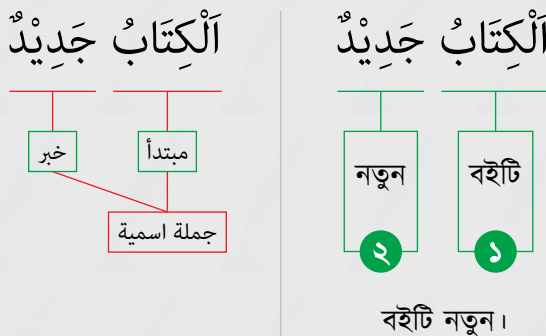 اَلْكِتَابُ جَدِيْدٌ
مبتدأ
خبر
جملة اسمية
اَلْكِتَابُ جَدِيْدٌ
বইটি
নতুন
১
২
বইটি নতুন।